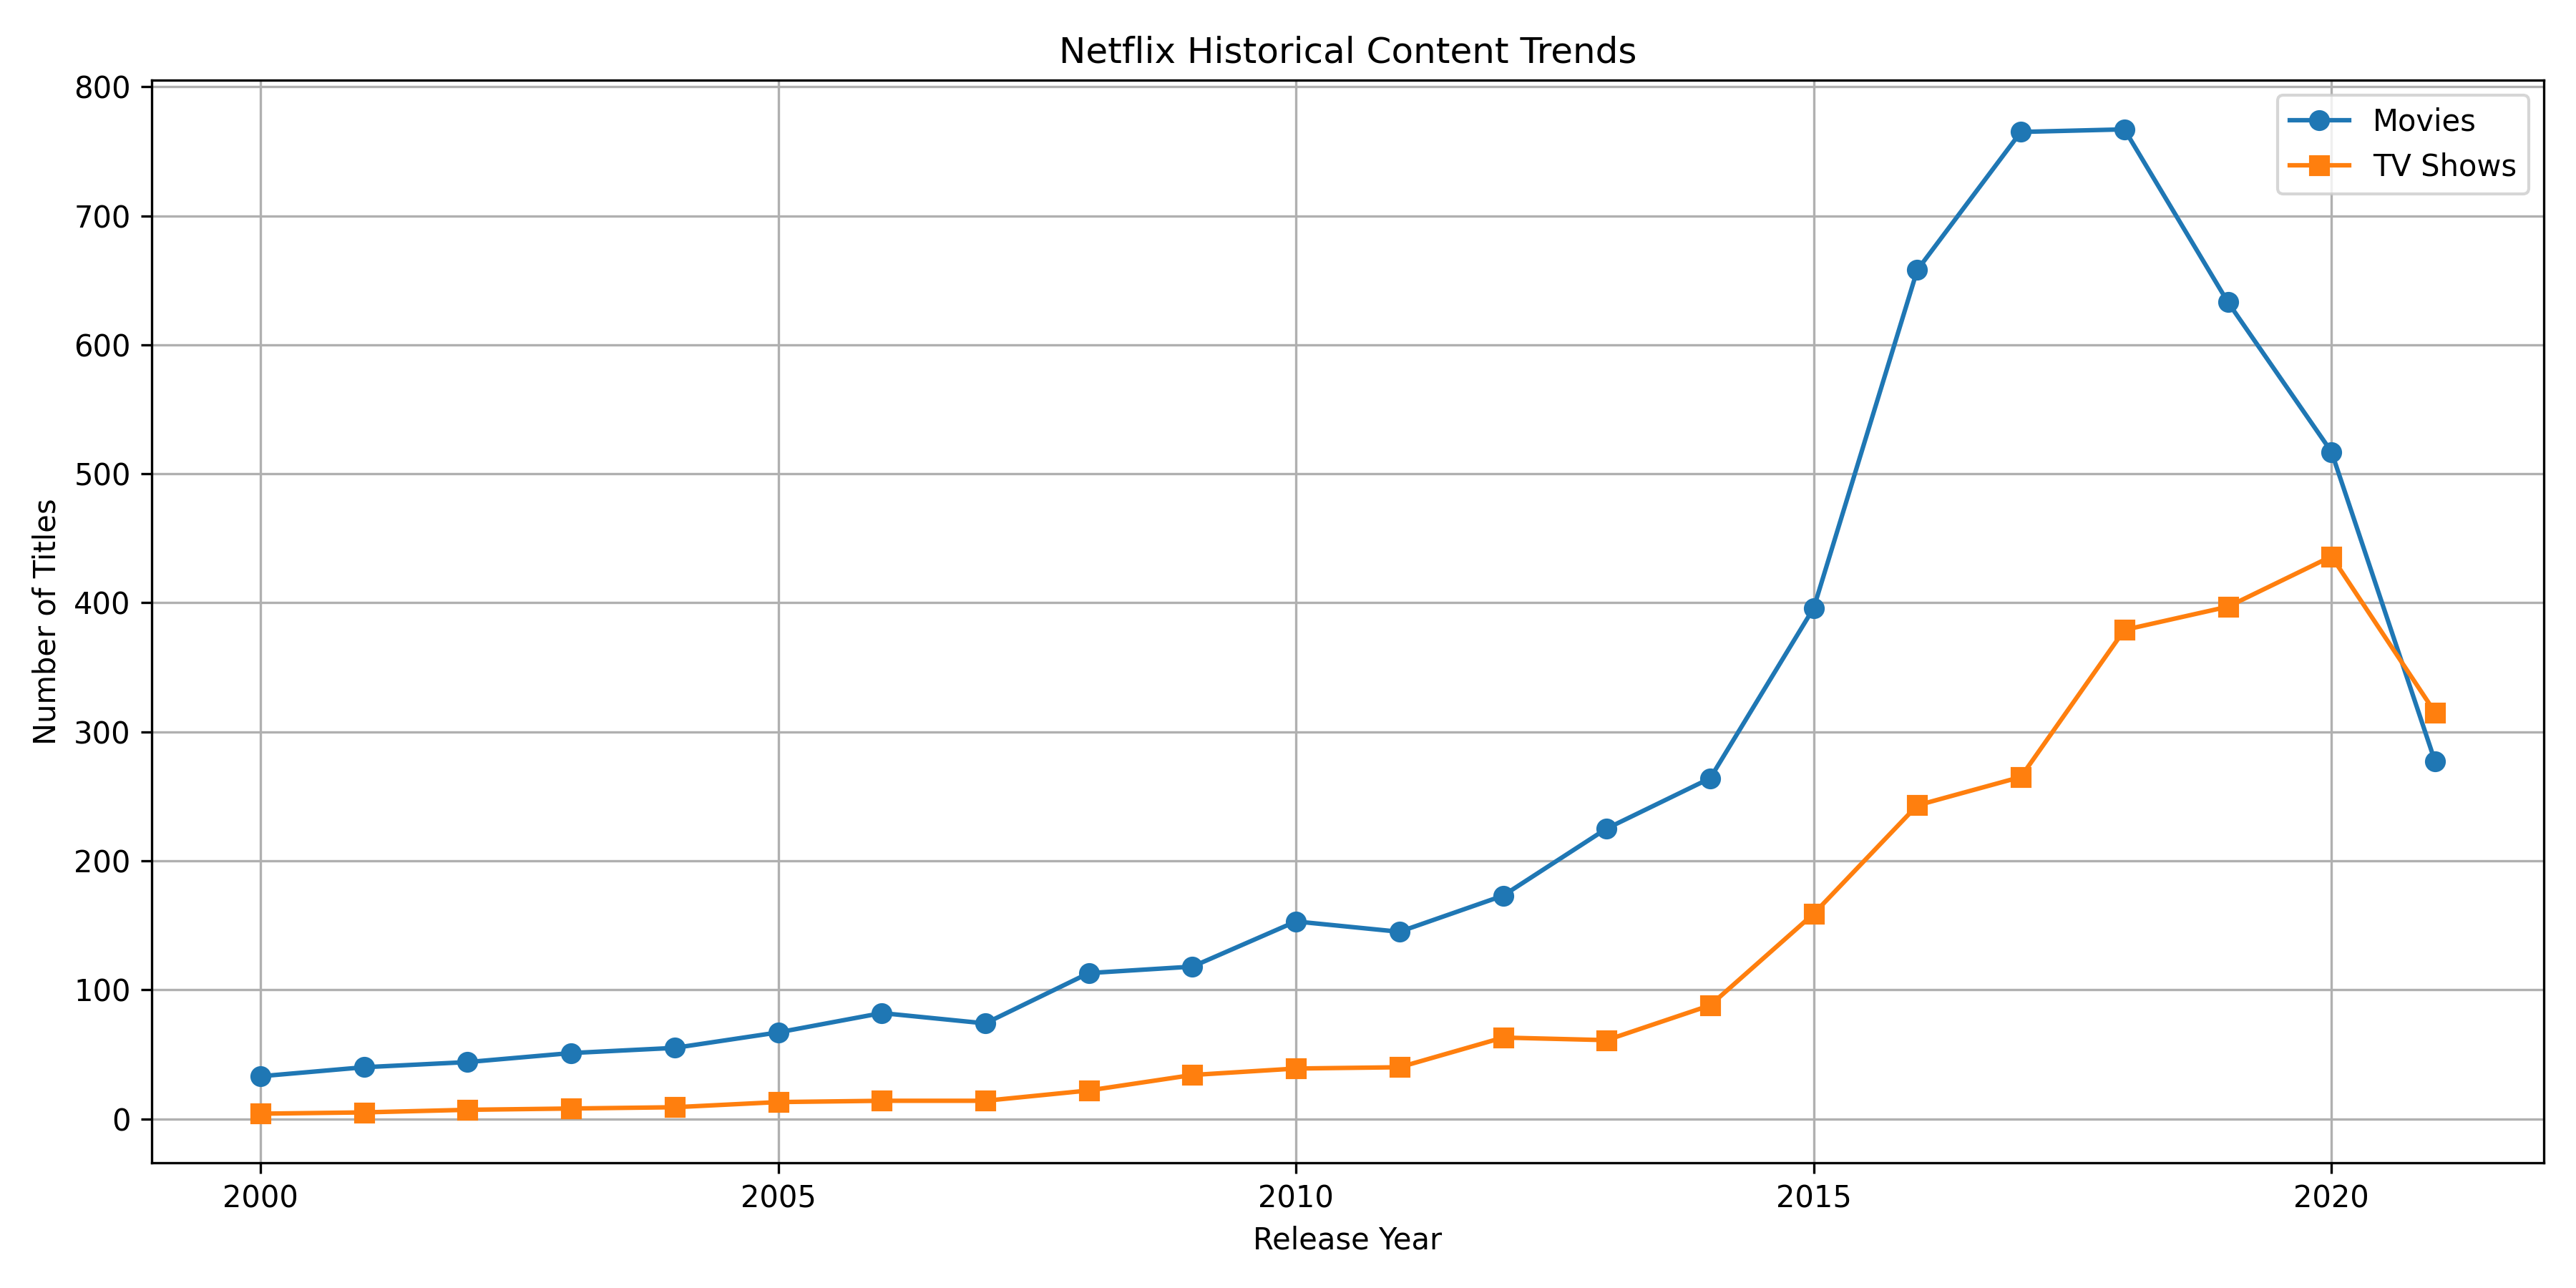 Netflix Historical Content Trends
800
700
600
500
400
300
200
100
0
Number of Titles
Movies
TV Shows
2000 2005 2010 2015 2020
Release Year